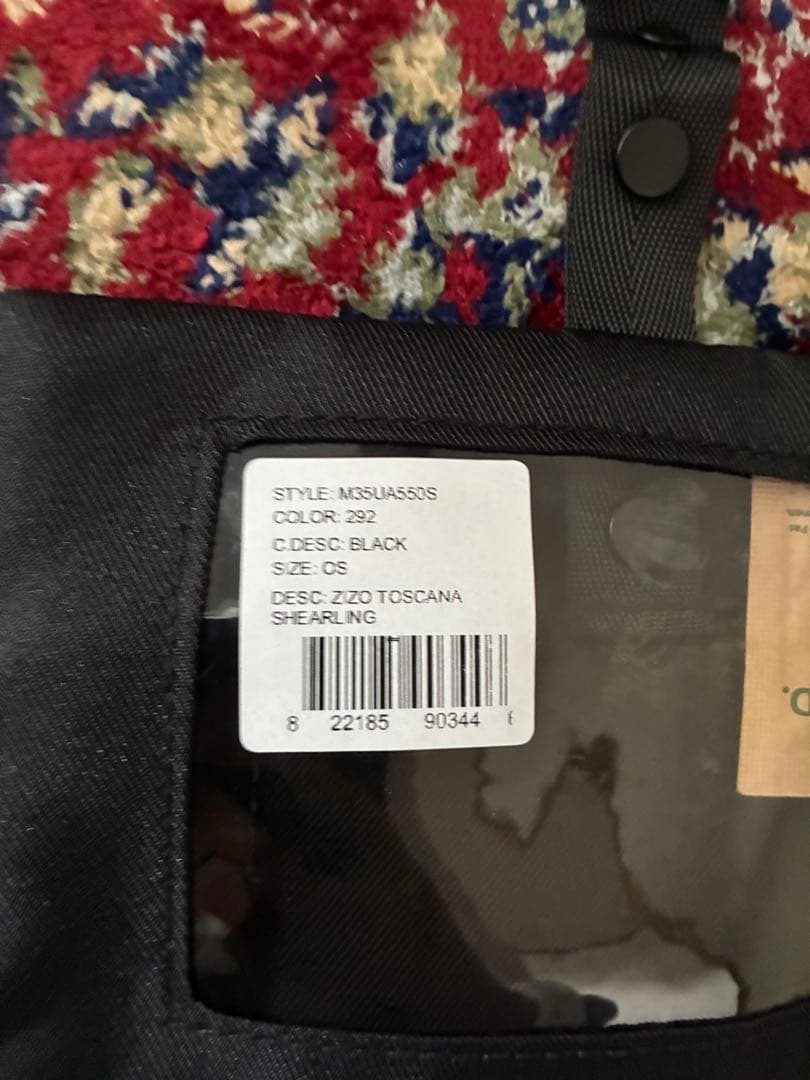 STYLE: M35UA550S
COLOR: 292
C.DESC: BLACK
SIZE: OS
DESC: ZIZO TOSCANA
SHEARLING
8 22185 90344
D.